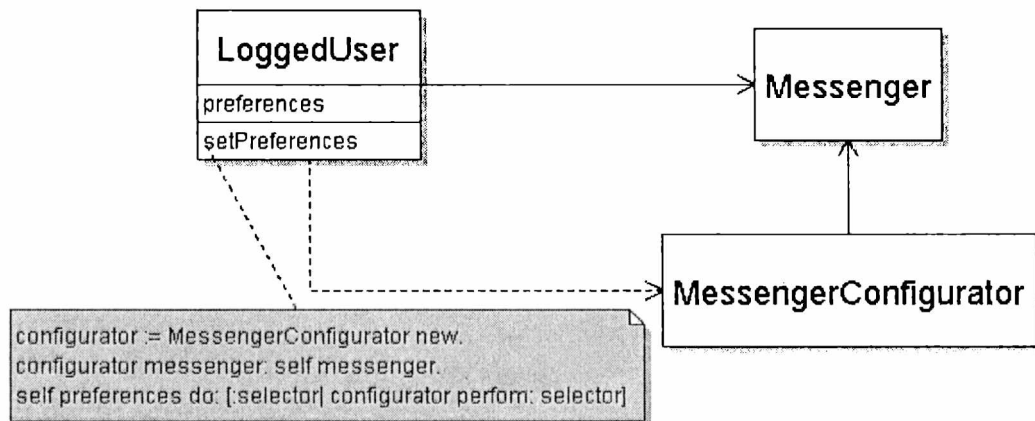 LoggedUser
preferences
setPreferences
Messenger
MessengerConfigurator
configurator := MessengerConfigurator new.
configurator messenger: self messenger.
self preferences do: [:selector| configurator perfom: selector]